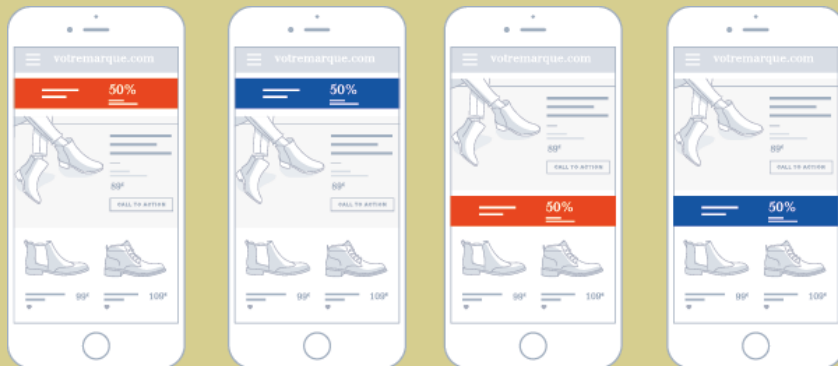 votremarque.com
50%
89€
CALL TO ACTION
99€ 109€
votremarque.com
50%
69€
CALL TO ACTION
99€ 109€
votremarque.com
89€
CALL TO ACTION
50%
99€ 109€
votremarque.com
89€
CALL TO ACTION
50%
99€ 109€